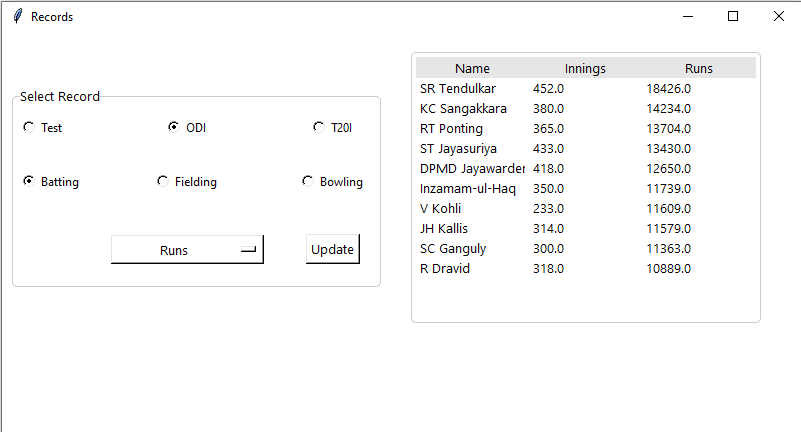 Records
Select Record
Test ODI T20I
Batting Fielding Bowling
Runs Update
Name Innings Runs
SR Tendulkar 452.0 18426.0
KC Sangakkara 380.0 14234.0
RT Ponting 365.0 13704.0
ST Jayasuriya 433.0 13430.0
DPMD Jayawarden 418.0 12650.0
Inzamam-ul-Haq 350.0 11739.0
V Kohli 233.0 11609.0
JH Kallis 314.0 11579.0
SC Ganguly 300.0 11363.0
R Dravid 318.0 10889.0